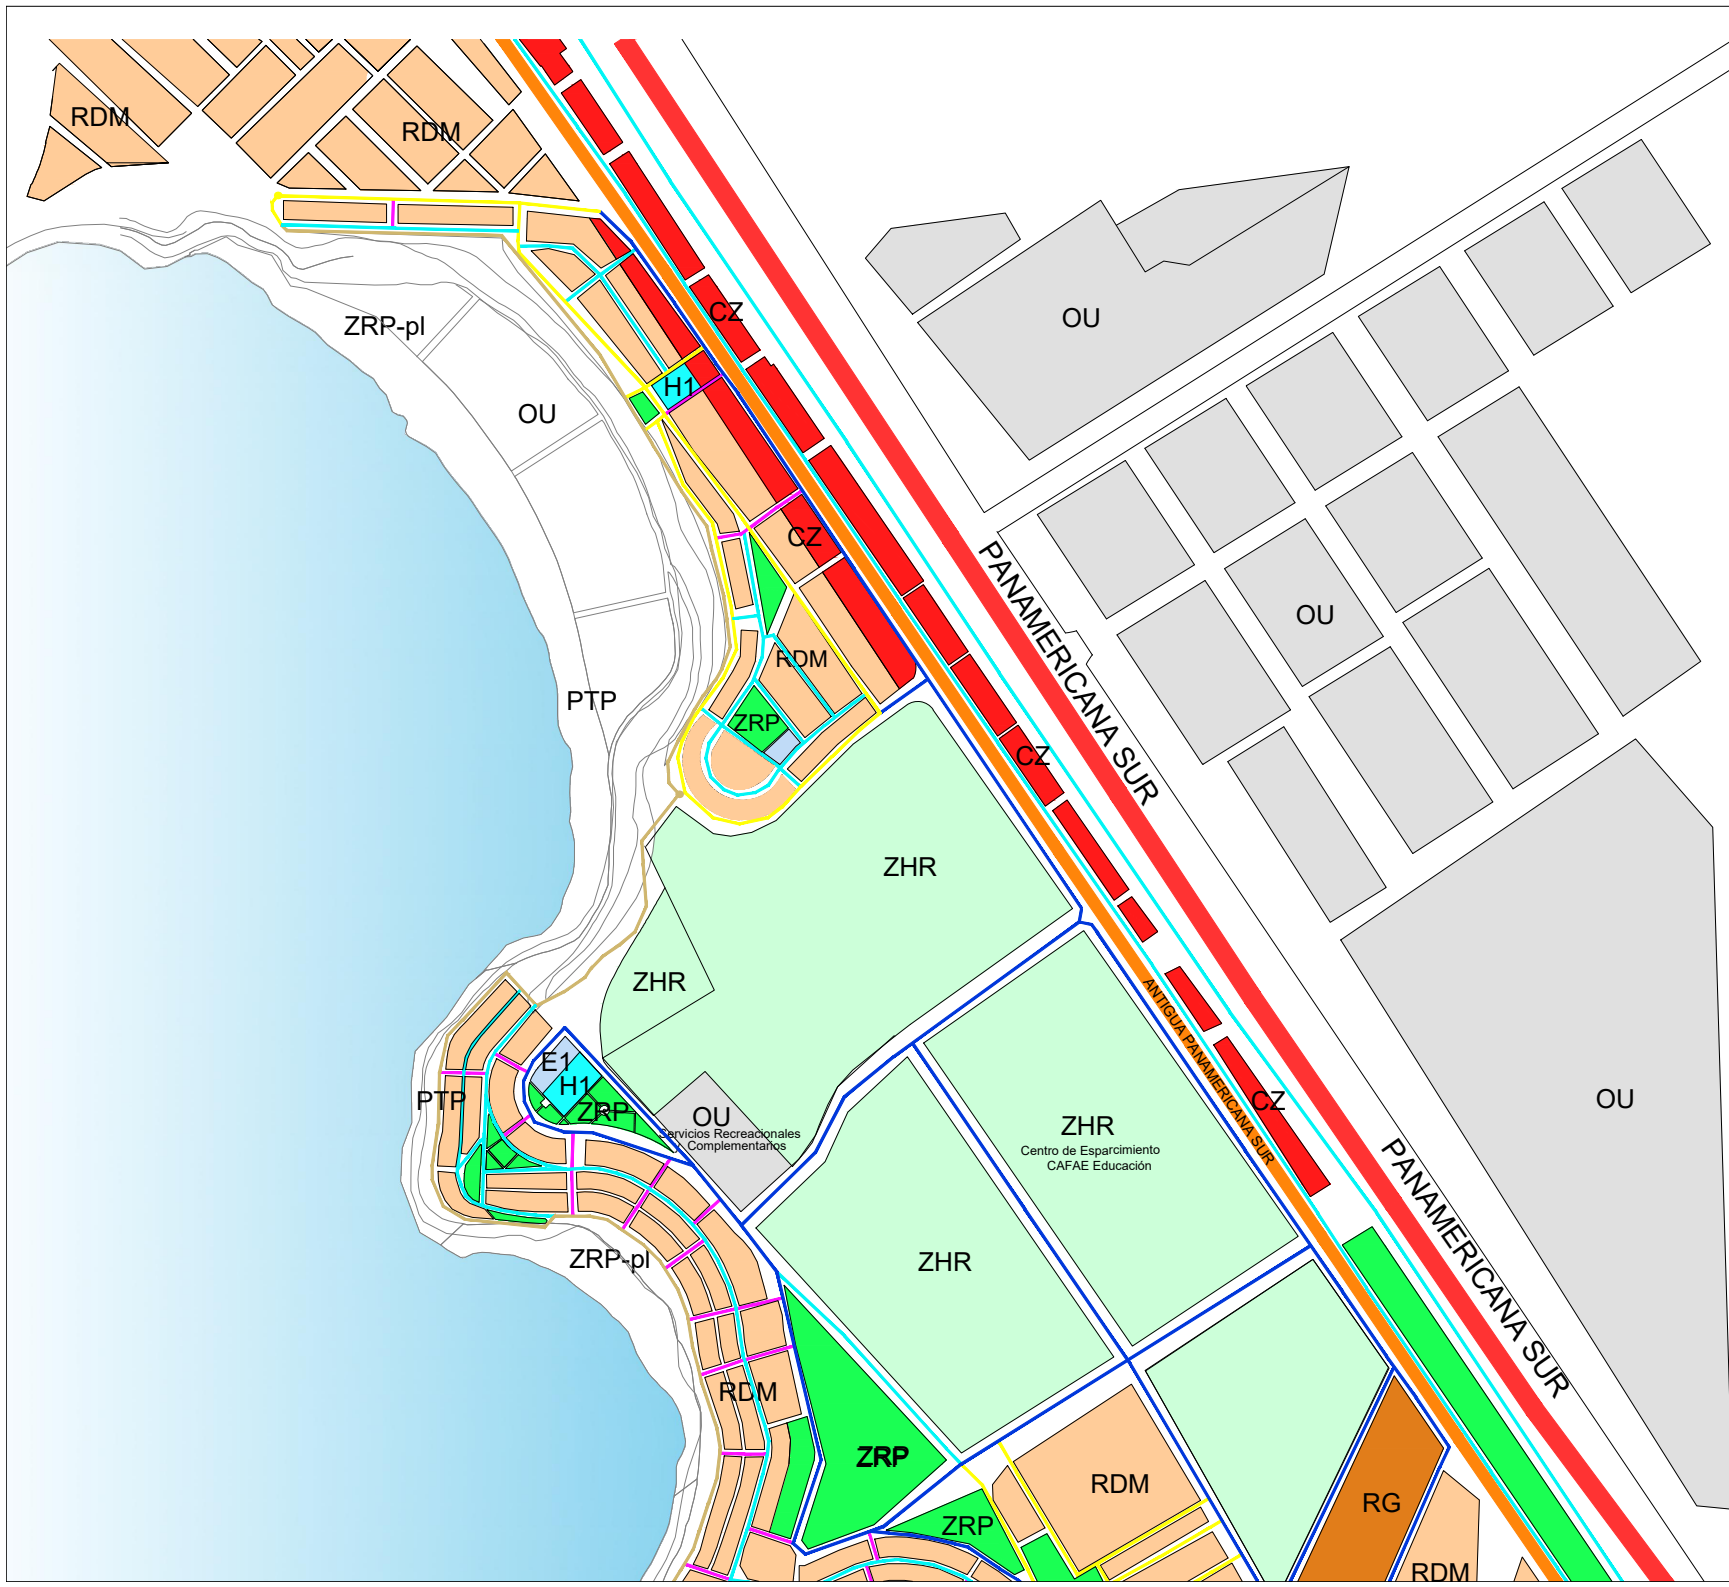 RDM
RDM
CZ
OU
ZRP-pl
H1
OU
CZ
PANAMERICANA SUR
OU
RDM
PTP
ZRP
CZ
ZHR
ZHR
ANTIGUA PANAMERICANA SUR
E1
H1
PTP
ZRP
OU
Servicios Recreacionales
y Complementarios
CZ
OU
ZHR
Centro de Esparcimiento
CAFAE Educación
PANAMERICANA SUR
ZRP-pl
ZHR
RDM
ZRP
RDM
RG
ZRP
RDM